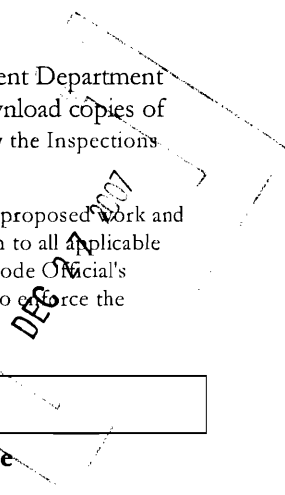 ent Department
wnload copies of
y the Inspections
proposed work and
n to all applicable
ode Official's
o enforce the
DEC 27 2007
e